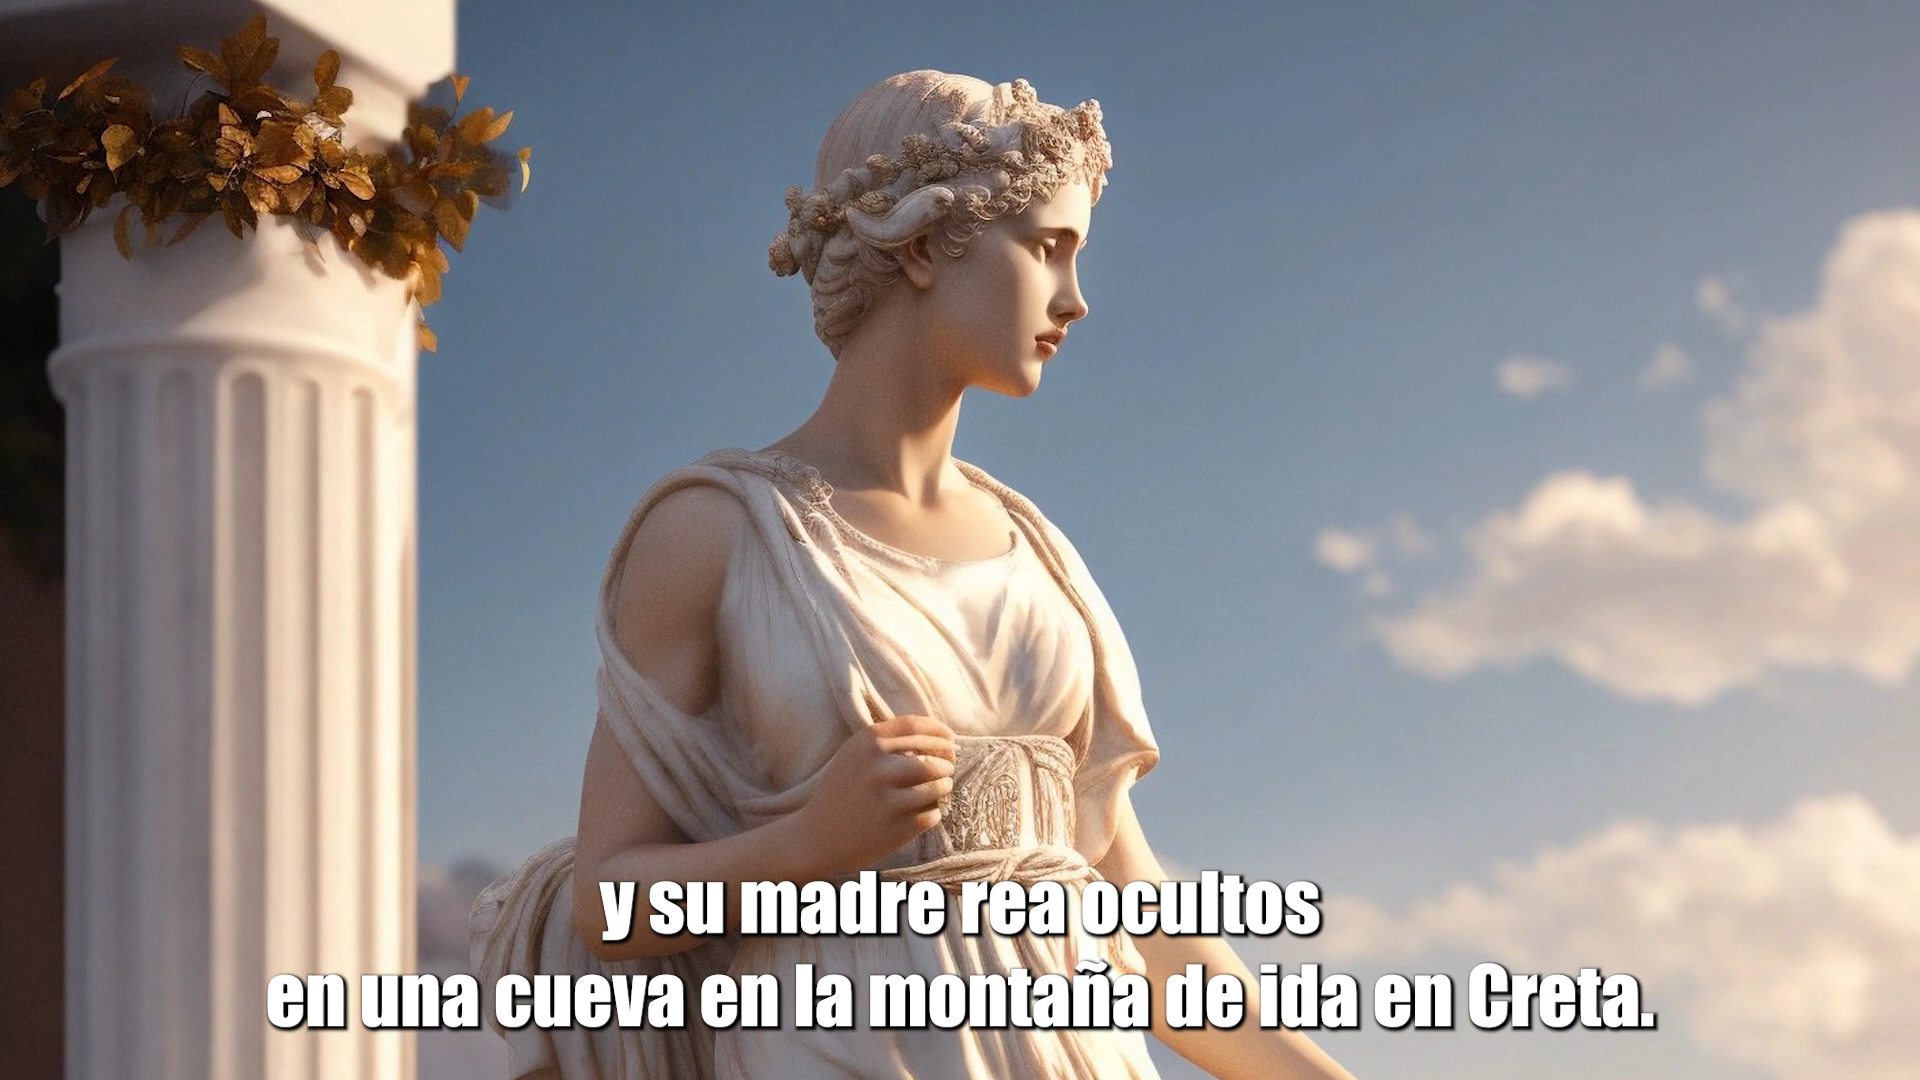 y su madre rea ocultos
en una cueva en la montaña de ida en Creta.